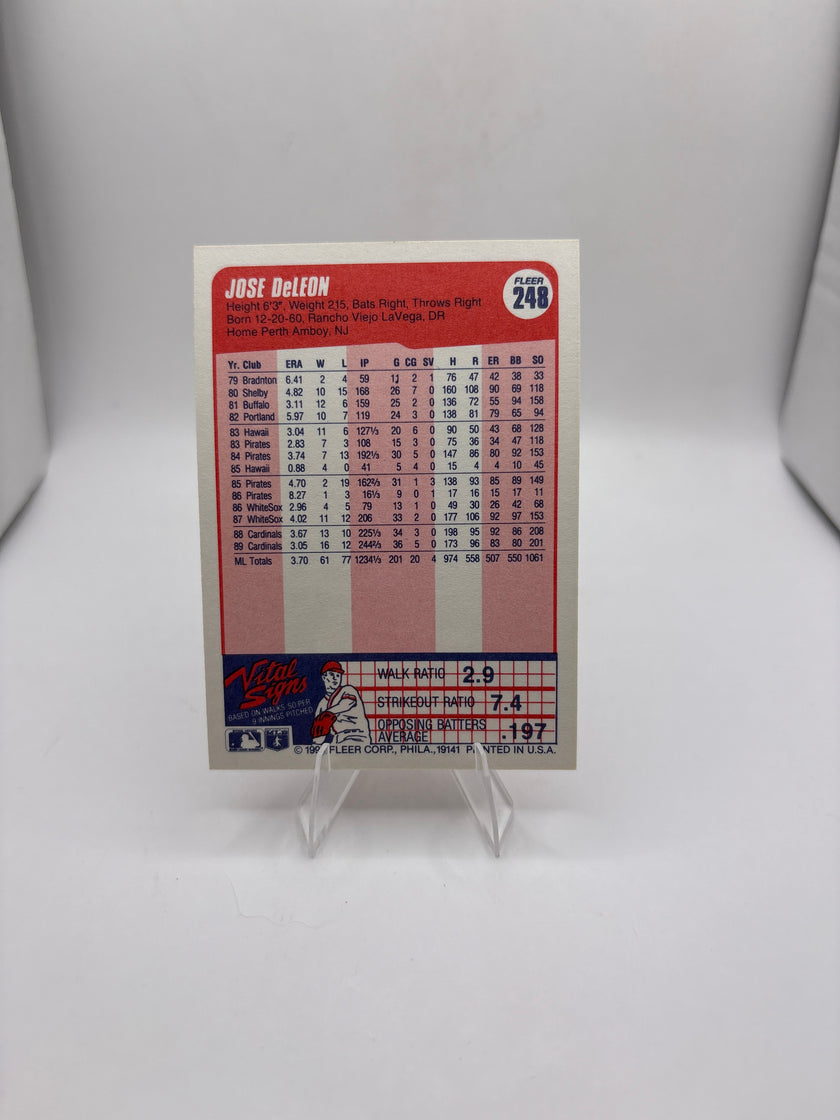 JOSE DeLEON
FLEER
248
Height 6'3", Weight 215, Bats Right, Throws Right
Born 12-20-60, Rancho Viejo LaVega, DR
Home Perth Amboy, NJ
Yr. Club ERA W L IP G CG SV H R ER BB SO
79 Bradnton 6.41 2 4 59 11 2 1 76 47 42 38 33
80 Shelby 4.82 10 15 168 26 7 0 160 108 90 69 118
81 Buffalo 3.11 12 6 159 25 2 0 136 72 55 94 158
82 Portland 5.97 10 7 119 24 3 0 138 81 79 65 94
83 Hawaii 3.04 11 6 127⅓ 20 6 0 90 50 43 68 128
83 Pirates 2.83 7 3 108 15 3 0 75 36 34 47 118
84 Pirates 3.74 7 13 192⅓ 30 5 0 147 86 80 92 153
85 Hawaii 0.88 4 0 41 5 4 0 15 4 4 10 45
85 Pirates 4.70 2 19 162⅔ 31 1 3 138 93 85 89 149
86 Pirates 8.27 1 3 16⅓ 9 0 1 17 16 15 17 11
86 WhiteSox 2.96 4 5 79 13 1 0 49 30 26 42 68
87 WhiteSox 4.02 11 12 206 33 2 0 177 106 92 97 153
88 Cardinals 3.67 13 10 225⅓ 34 3 0 198 95 92 86 208
89 Cardinals 3.05 16 12 244⅔ 36 5 0 173 96 83 80 201
ML Totals 3.70 61 77 1234⅓ 201 20 4 974 558 507 550 1061
Vital Signs
BASED ON WALKS, SO PER
9 INNINGS PITCHED
WALK RATIO 2.9
STRIKEOUT RATIO 7.4
OPPOSING BATTERS
AVERAGE .197
© FLEER CORP., PHILA., 19141 PRINTED IN U.S.A.